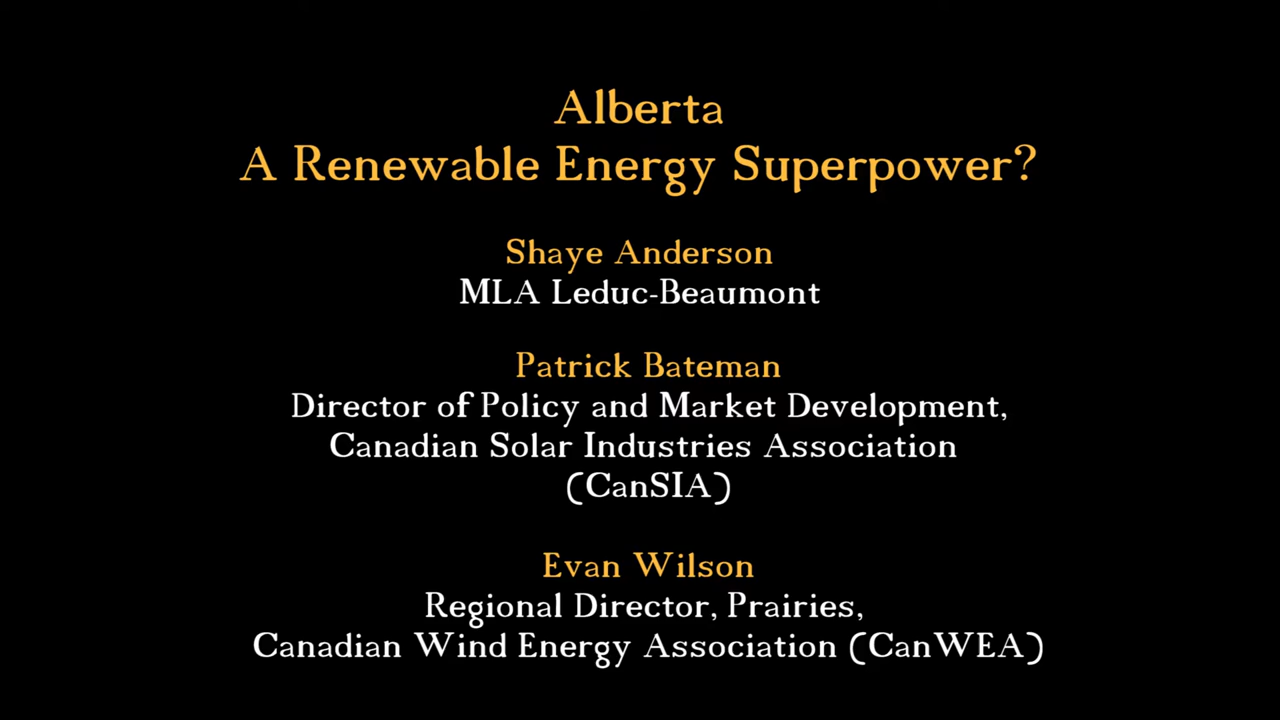 Alberta
A Renewable Energy Superpower?
Shaye Anderson
MLA Leduc-Beaumont
Patrick Bateman
Director of Policy and Market Development,
Canadian Solar Industries Association
(CanSIA)
Evan Wilson
Regional Director, Prairies,
Canadian Wind Energy Association (CanWEA)